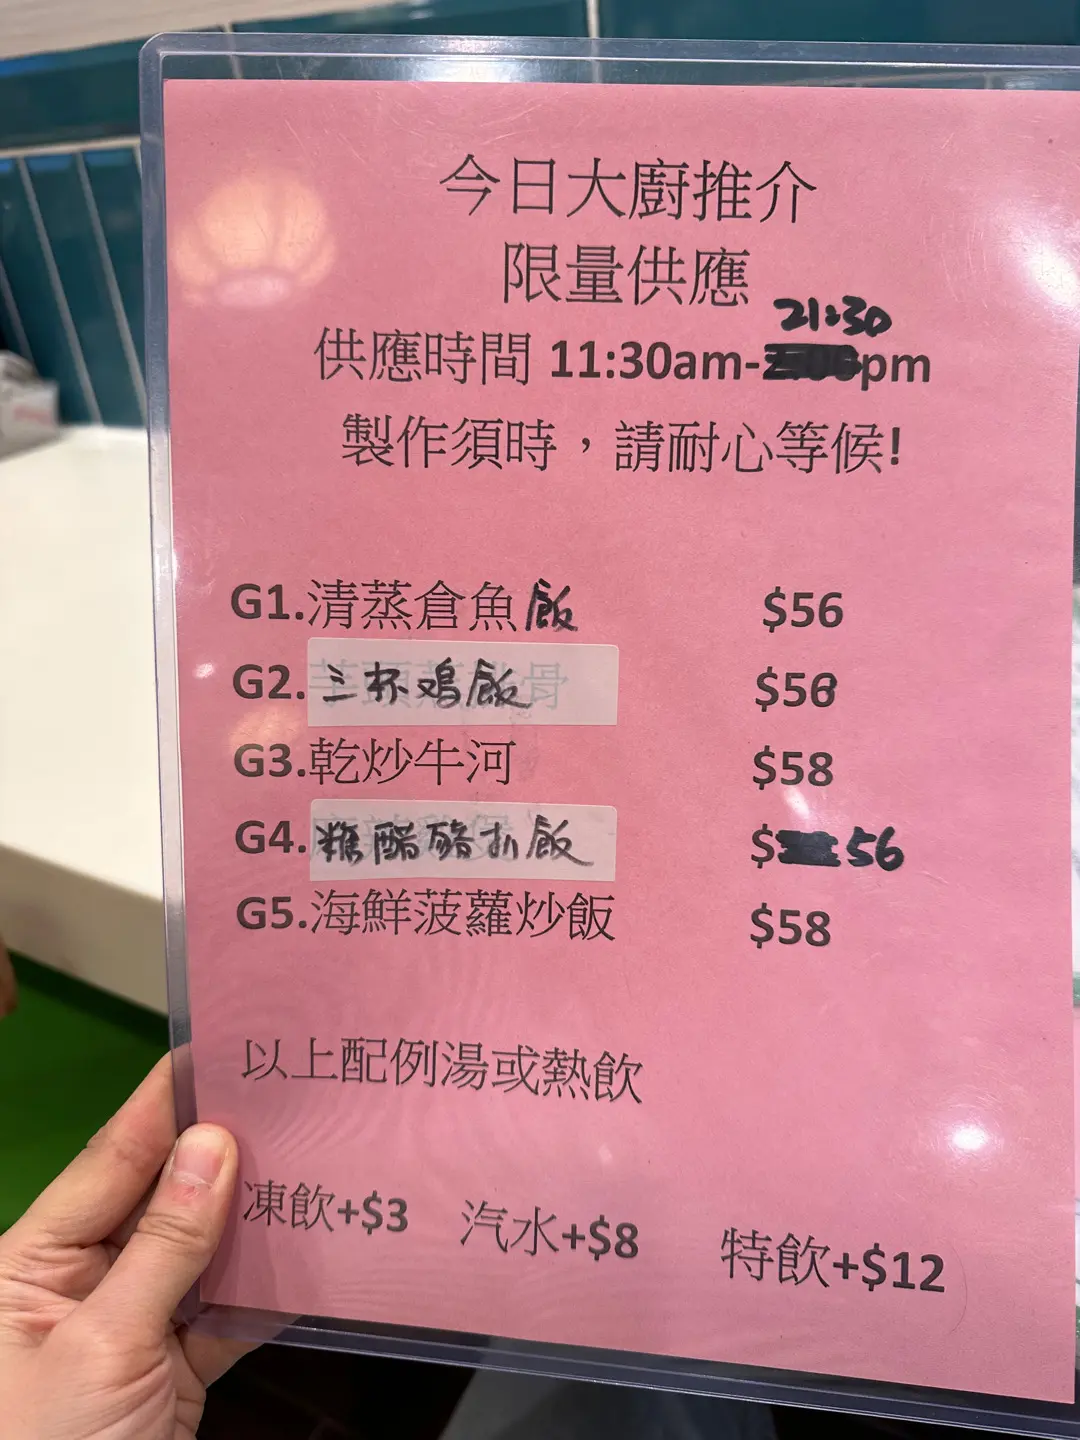 今日大廚推介
限量供應
21:30
供應時間 11:30am-pm
製作須時，請耐心等候!
G1.清蒸倉魚飯 $56
G2.三杯鸡飯 $56
G3.乾炒牛河 $58
G4.糖醋豬扒飯 $56
G5.海鮮菠蘿炒飯 $58
以上配例湯或熱飲
凍飲+$3 汽水+$8 特飲+$12